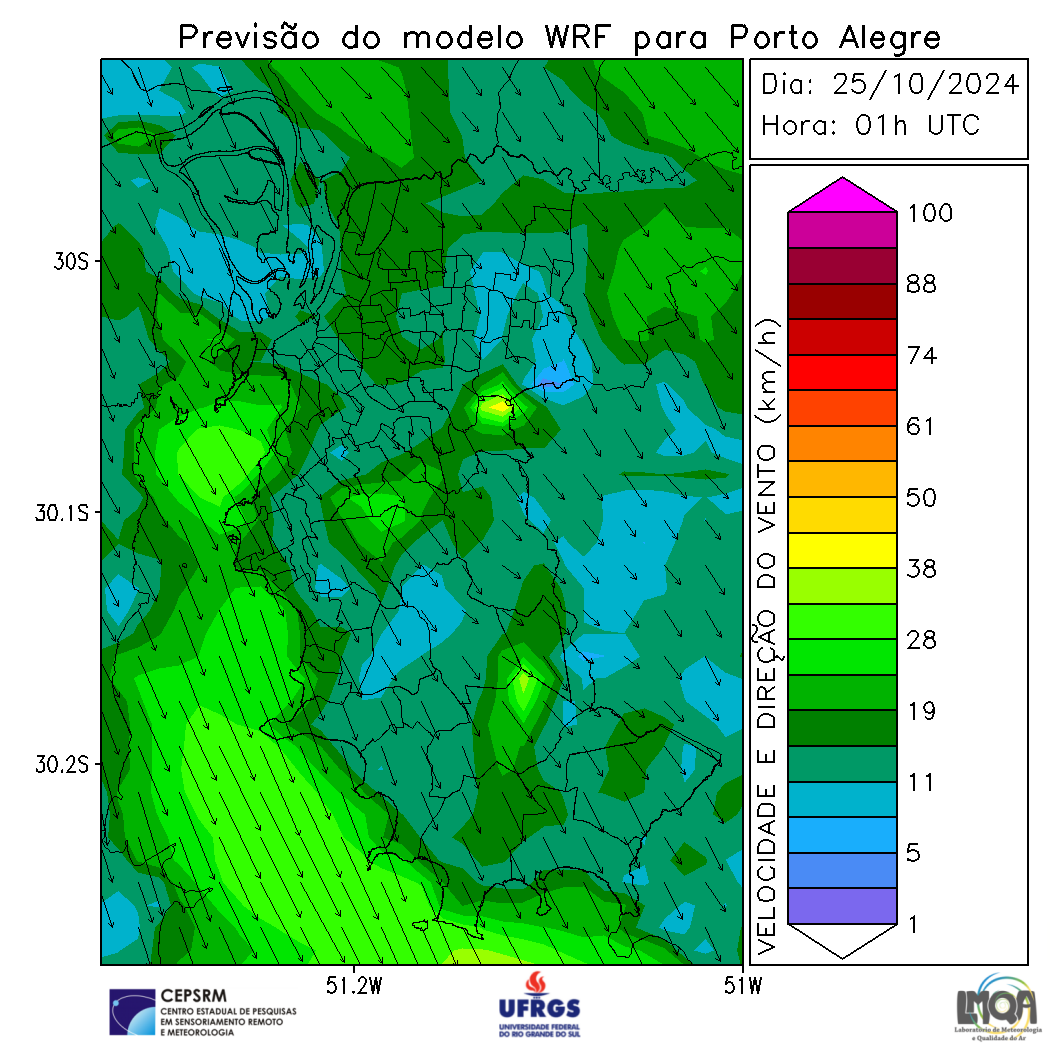 Previsão do modelo WRF para Porto Alegre
Dia: 25/10/2024
Hora: 01h UTC
30S
30.1S
30.2S
51.2W
51W
VELOCIDADE E DIREÇÃO DO VENTO (km/h)
100
88
74
61
50
38
28
19
11
5
1
CEPSRM
CENTRO ESTADUAL DE PESQUISAS
EM SENSORIAMENTO REMOTO
E METEOROLOGIA
UFRGS
UNIVERSIDADE FEDERAL
DO RIO GRANDE DO SUL
LMQA
Laboratório de Meteorologia
e Qualidade do Ar